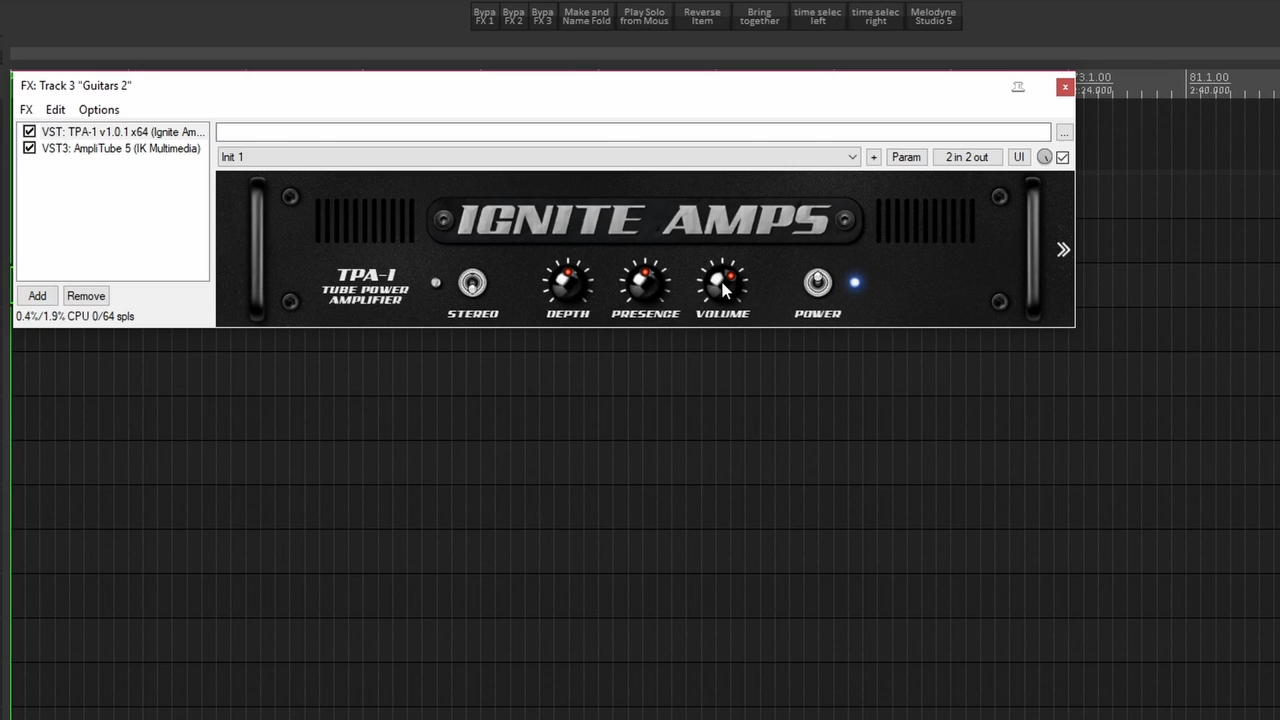 Bypa FX 1
Bypa FX 2
Bypa FX 3
Make and Name Fold
Play Solo from Mous
Reverse Item
Bring together
time selec left
time selec right
Melodyne Studio 5
73.1.00
:24.000
81.1.00
2:40.000
FX: Track 3 "Guitars 2"
x
FX Edit Options
VST: TPA-1 v1.0.1 x64 (Ignite Am...
VST3: AmpliTube 5 (IK Multimedia)
...
Init 1
+
Param
2 in 2 out
UI
IGNITE AMPS
TPA-1
TUBE POWER
AMPLIFIER
STEREO
DEPTH
PRESENCE
VOLUME
POWER
Add
Remove
0.4%/1.9% CPU 0/64 spls